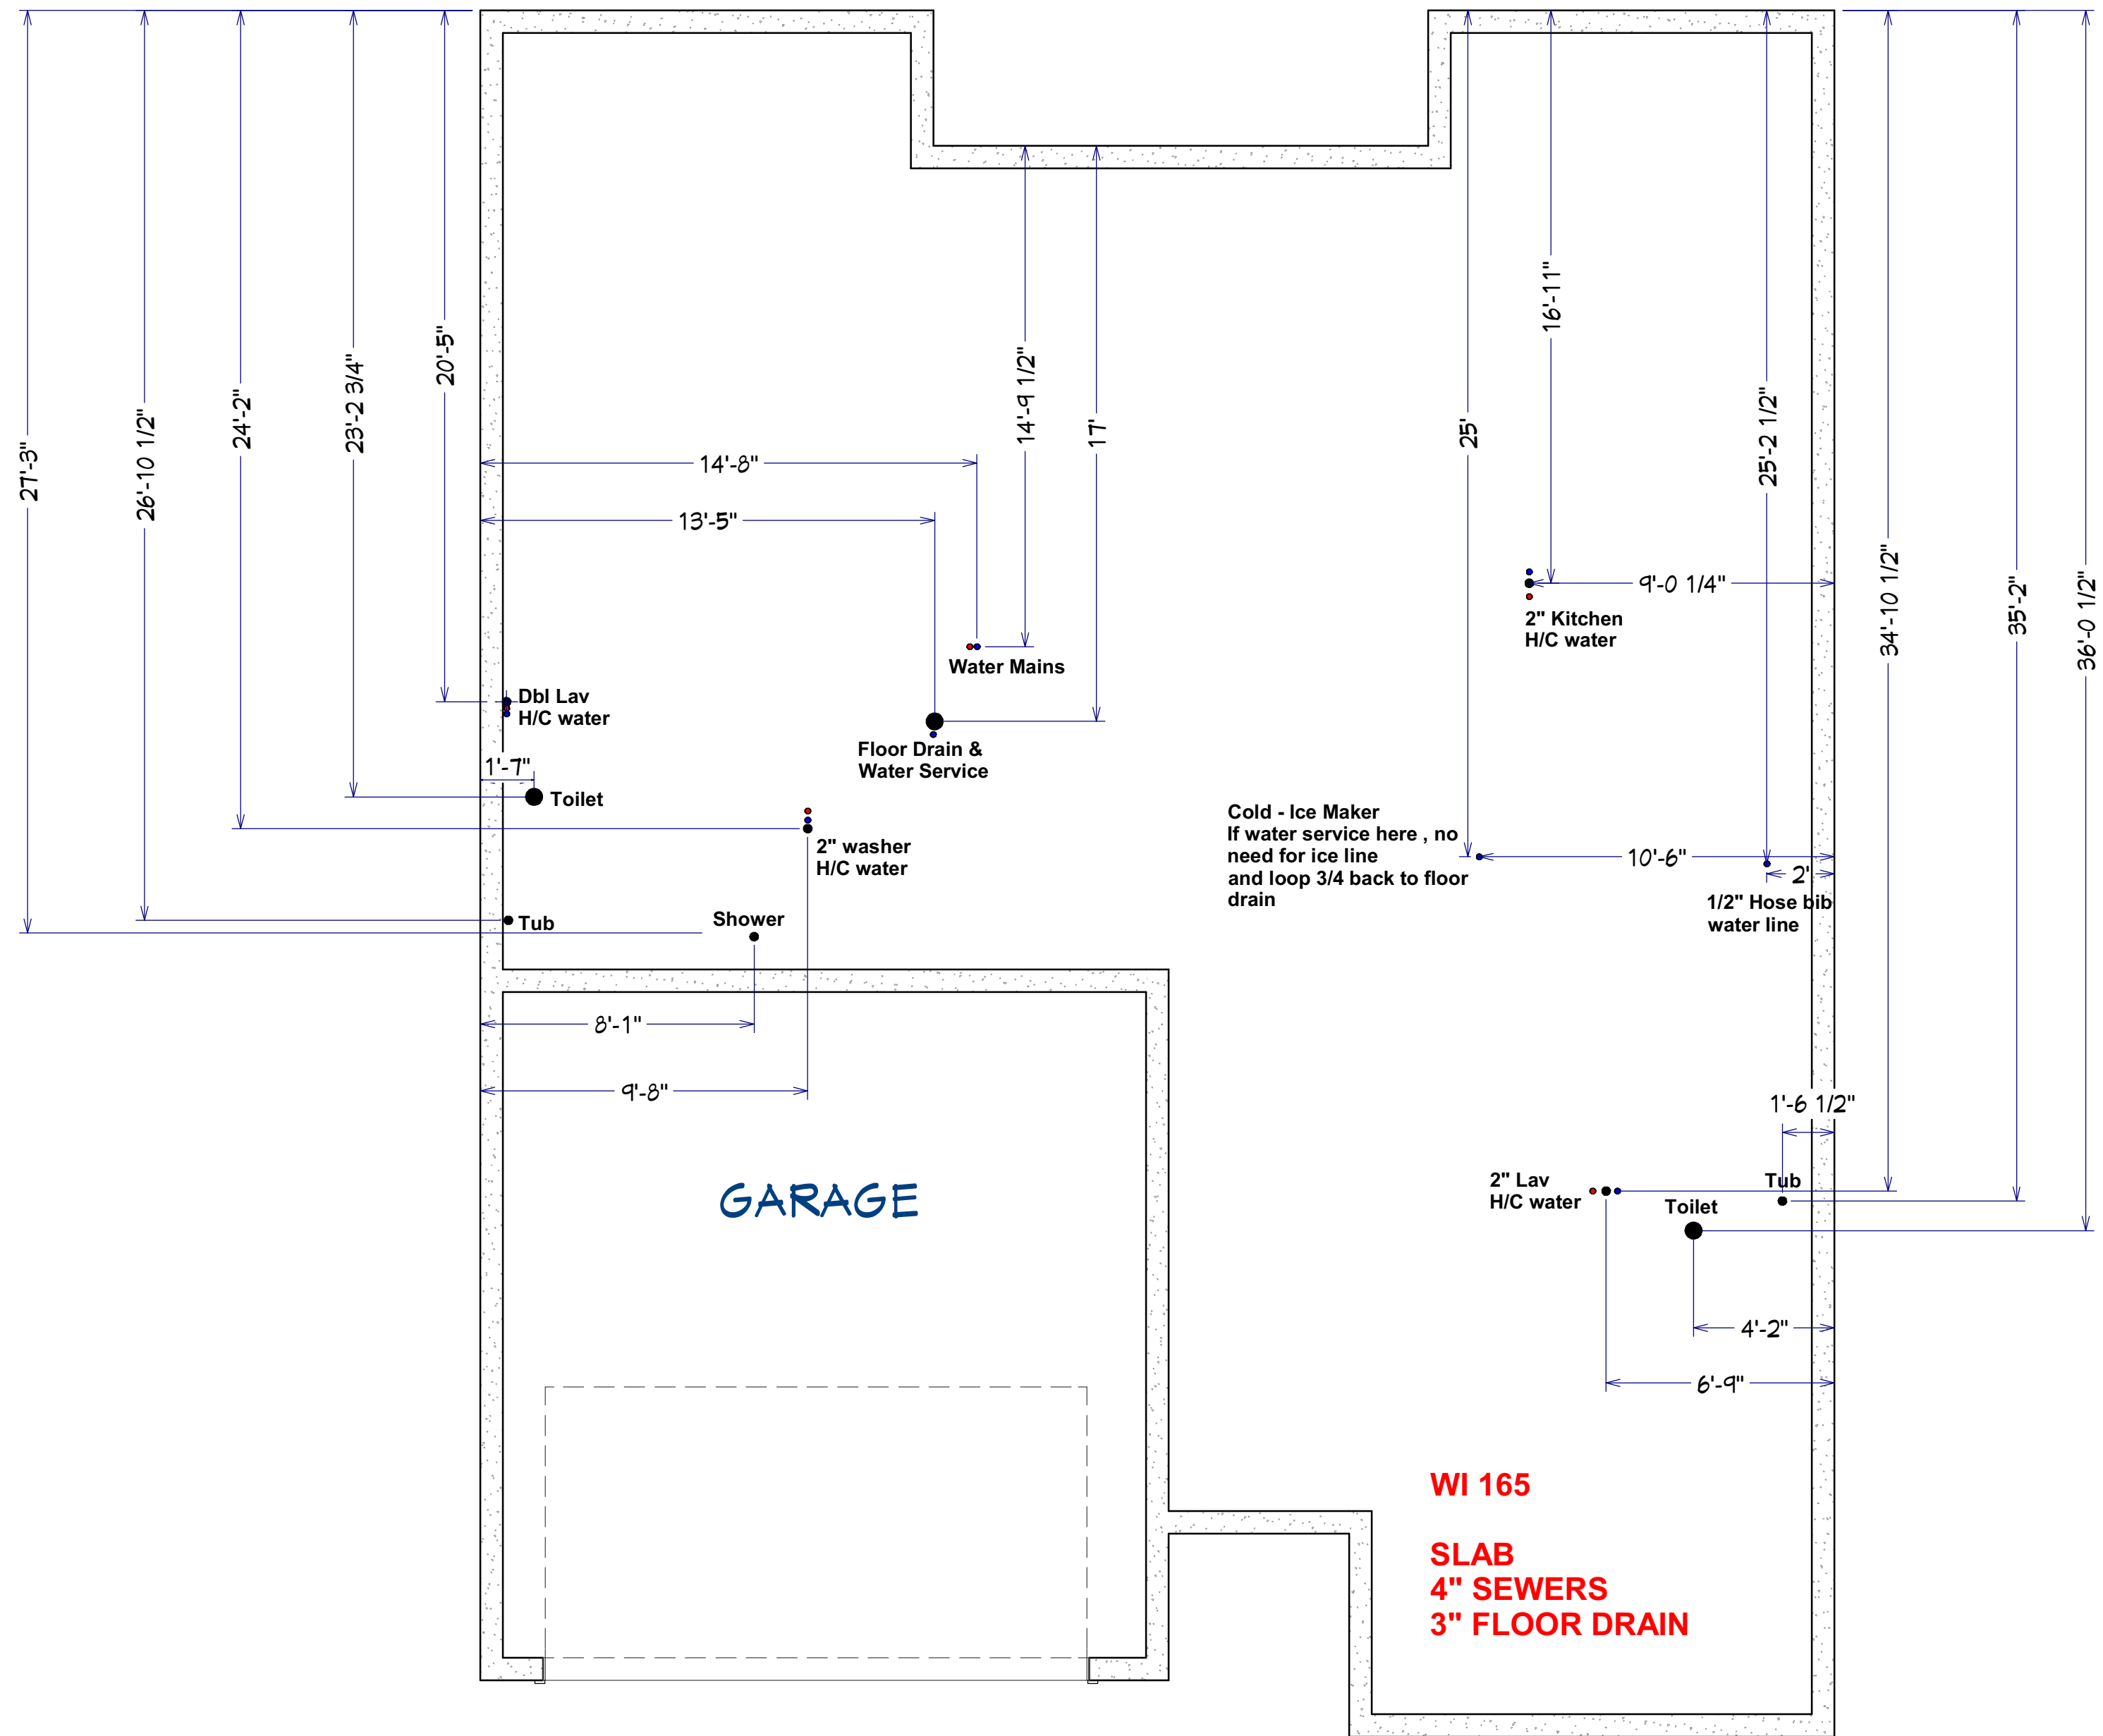 27'-3"
26'-10 1/2"
24'-2"
23'-2 3/4"
20'-5"
14'-8"
13'-5"
14'-9 1/2"
17'
25'
16'-11"
25'-2 1/2"
34'-10 1/2"
35'-2"
36'-0 1/2"
9'-0 1/4"
2" Kitchen
H/C water
Water Mains
Dbl Lav
H/C water
Floor Drain &
Water Service
1'-7"
Toilet
2" washer
H/C water
Cold - Ice Maker
If water service here , no
need for ice line
and loop 3/4 back to floor
drain
10'-6"
2'
1/2" Hose bib
water line
Tub
Shower
8'-1"
9'-8"
GARAGE
1'-6 1/2"
2" Lav
H/C water
Tub
Toilet
4'-2"
6'-9"
WI 165
SLAB
4" SEWERS
3" FLOOR DRAIN